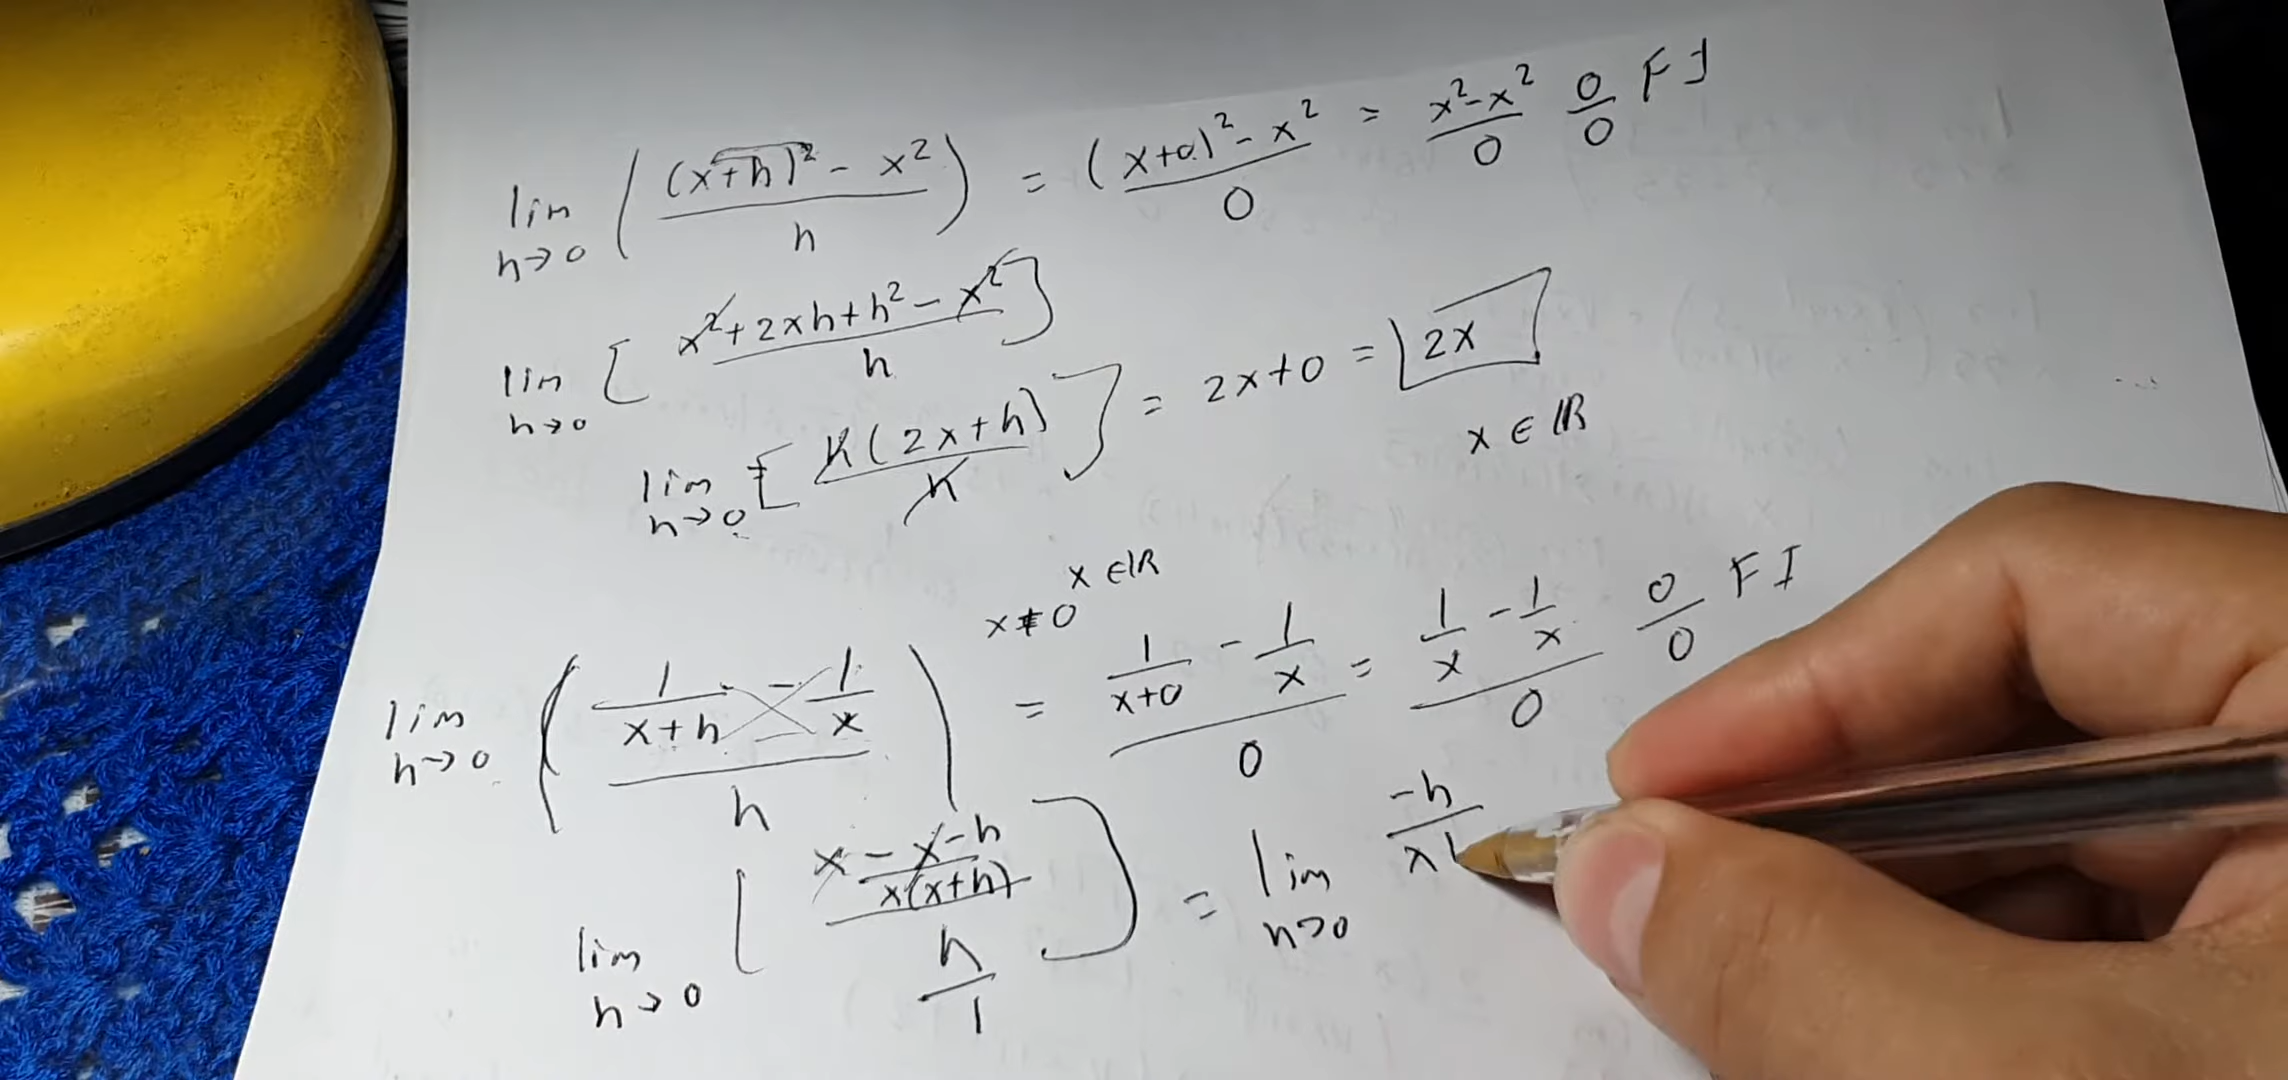 lim h→0 ( ((x+h)² - x²) / h ) = ((x+0)² - x²) / 0 = (x² - x²) / 0 0/0 FI
lim h→0 [ (x² + 2xh + h² - x²) / h ]
lim h→0 [ h(2x+h) / h ] = 2x+0 = 2x
x ∈ ℝ
x ∈ ℝ
x ≠ 0
lim h→0 ( (1/(x+h) - 1/x) / h ) = (1/(x+0) - 1/x) / 0 = (1/x - 1/x) / 0 0/0 FI
lim h→0 [ ((x - x - h) / (x(x+h))) / (h/1) ] = lim h→0 -h / x(